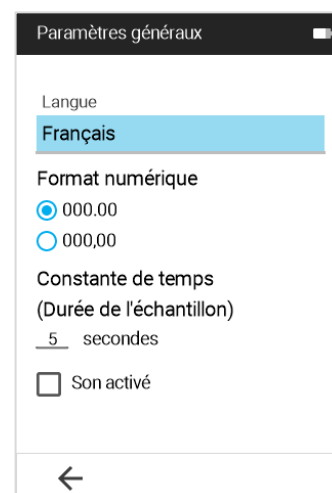 Paramètres généraux
Langue
Français
Format numérique
000.00
000,00
Constante de temps
(Durée de l'échantillon)
5 secondes
Son activé